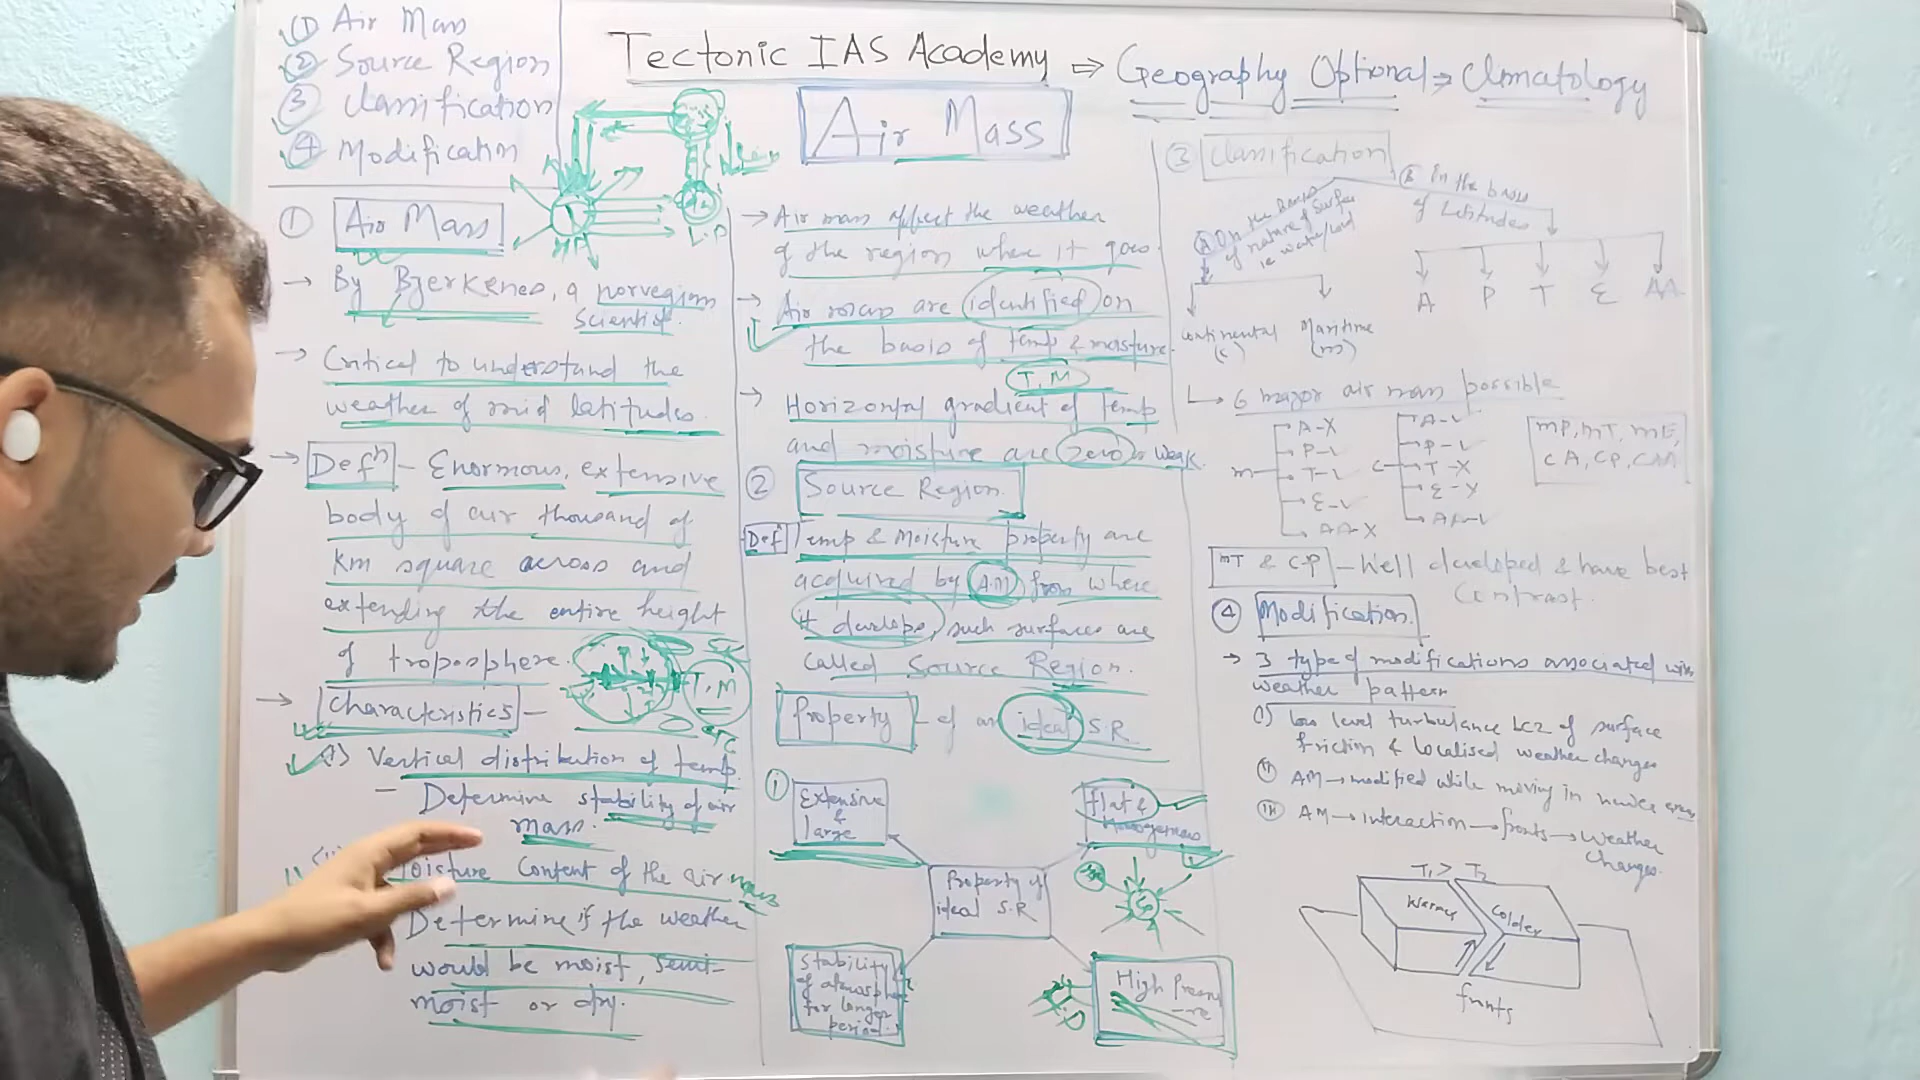 ① Air Mass
② Source Region
③ Classification
④ Modification
Tectonic IAS Academy ⇒ Geography Optional ⇒ Climatology
Air Mass
① Air Mass
→ By Bjerkenes, a norvegian
scientist.
→ Critical to understand the
weather of mid latitudes.
→ Defⁿ - Enormous, extensive
body of air thousand of
km square across and
extending the entire height
of troposphere.
T, M
→ Characteristics -
i) Vertical distribution of temp.
- Determine stability of air
mass.
Moisture Content of the air mass
Determine if the weather
would be moist, semi-
moist or dry.
H.P
L.P
→ Air mass affect the weather
of the region where it goes.
→ Air mass are identified on
the basis of temp & moisture.
T, M
→ Horizontal gradient of temp
and moisture are zero or weak.
② Source Region
Def Temp & Moisture property are
acquired by AM from where
it develops, such surfaces are
called Source Region.
Property - of an ideal S.R
① Extensive
&
large
flat &
Homogenous
Property of
ideal S.R
Stability
of atmosphere
for longer
period.
High Pressu
-re
③ Classification
Ⓐ On the basis
of nature of surface
ie water/land
Ⓑ On the basis
of Latitudes
A P T E AA
Continental
(c)
Maritime
(m)
↳ 6 major air mass possible
m
A-X
P-L
T-L
E-L
AA-X
c
A-L
P-L
T-X
E-X
AA-L
mP, mT, mE,
cA, cP, cAA
mT & cP - Well developed & have best
Contrast.
④ Modification
→ 3 type of modifications associated with
weather pattern
i) low level turbulance bcz of surface
friction & localised weather changes
ii) AM → modified while moving in newer areas
iii) AM → interaction → fronts → weather
changes.
T₁ > T₂
Warmer
Colder
fronts